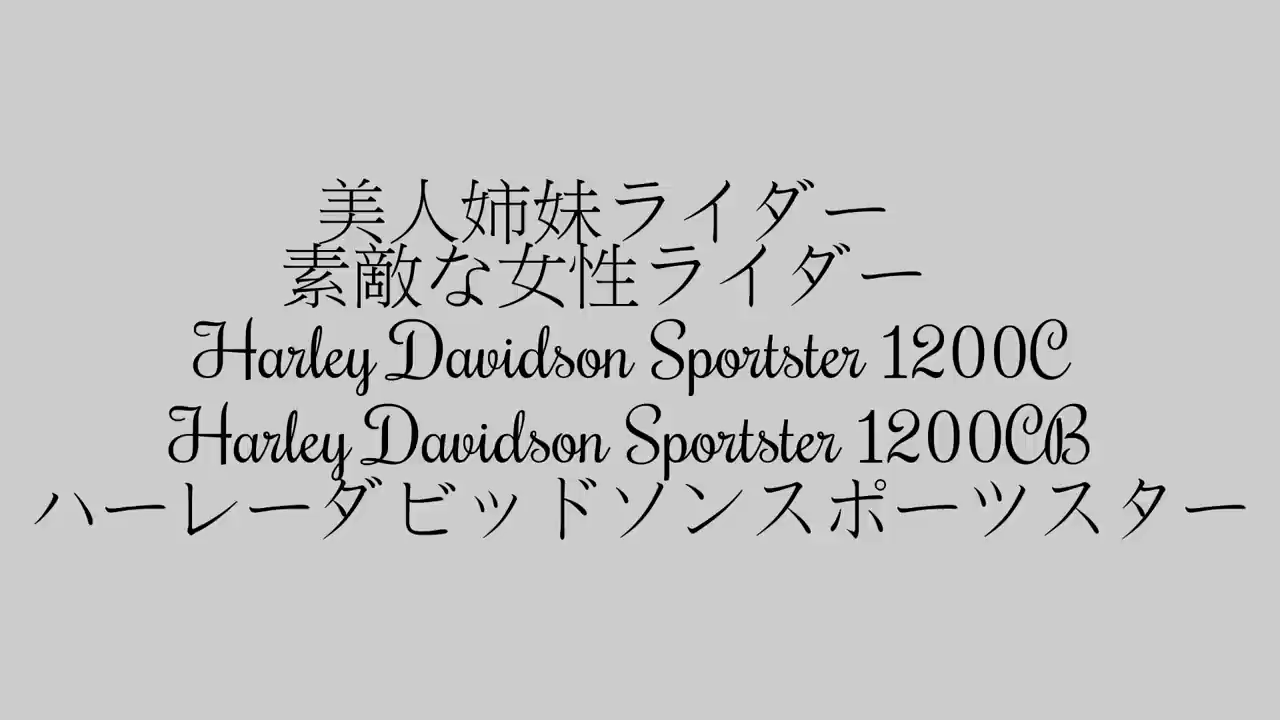 美人姉妹ライダー
素敵な女性ライダー
Harley Davidson Sportster 1200C
Harley Davidson Sportster 1200CB
ハーレーダビッドソンスポーツスター